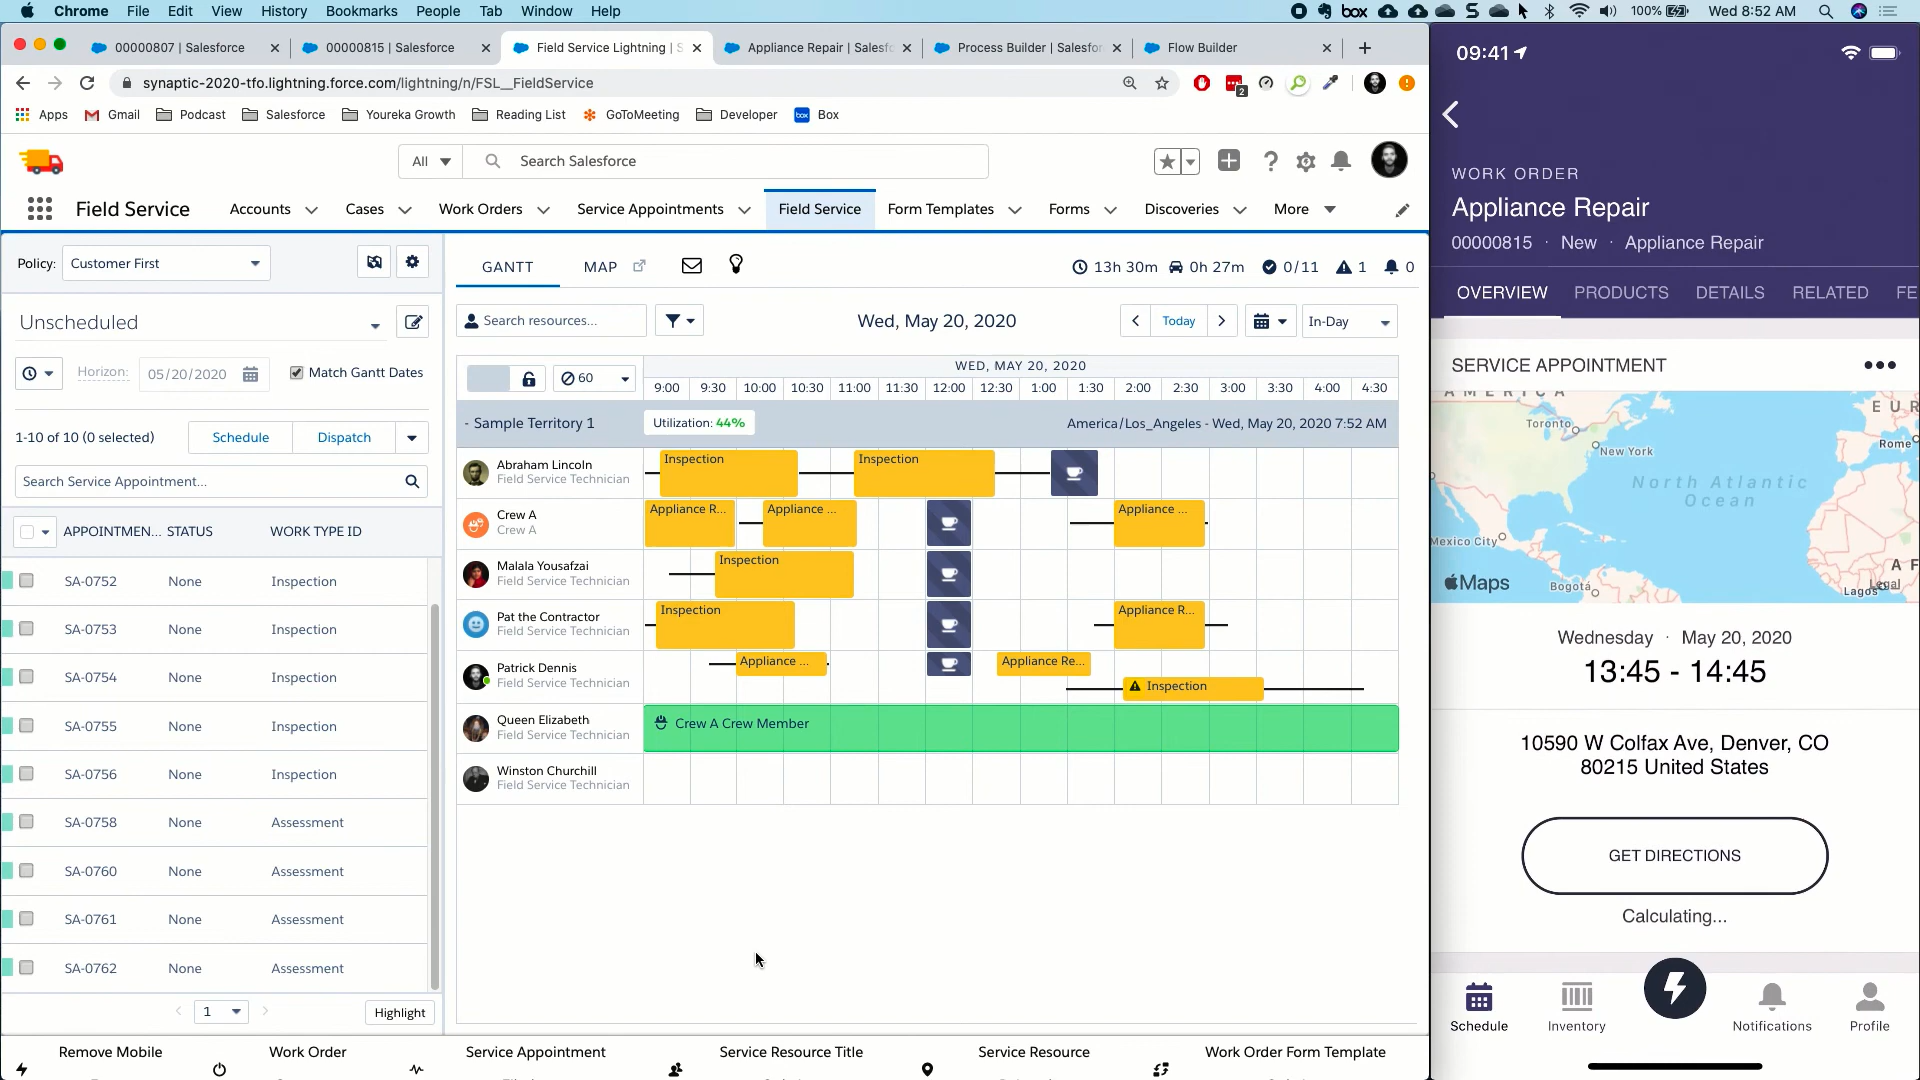 Chrome File Edit View History Bookmarks People Tab Window Help box 100% Wed 8:52 AM
00000807 | Salesforce 00000815 | Salesforce Field Service Lightning | S Appliance Repair | Salesfo Process Builder | Salesfor Flow Builder
synaptic-2020-tfo.lightning.force.com/lightning/n/FSL__FieldService 2
Apps Gmail Podcast Salesforce Youreka Growth Reading List GoToMeeting Developer box Box
All Search Salesforce
Field Service Accounts Cases Work Orders Service Appointments Field Service Form Templates Forms Discoveries More
Policy: Customer First
Unscheduled
Horizon: 05/20/2020 Match Gantt Dates
1-10 of 10 (0 selected) Schedule Dispatch
Search Service Appointment...
APPOINTMEN... STATUS WORK TYPE ID
SA-0752 None Inspection
SA-0753 None Inspection
SA-0754 None Inspection
SA-0755 None Inspection
SA-0756 None Inspection
SA-0758 None Assessment
SA-0760 None Assessment
SA-0761 None Assessment
SA-0762 None Assessment
1 Highlight
GANTT MAP 13h 30m 0h 27m 0/11 1 0
Search resources... Wed, May 20, 2020 Today In-Day
60 WED, MAY 20, 2020
9:00 9:30 10:00 10:30 11:00 11:30 12:00 12:30 1:00 1:30 2:00 2:30 3:00 3:30 4:00 4:30
- Sample Territory 1 Utilization: 44% America/Los_Angeles - Wed, May 20, 2020 7:52 AM
Abraham Lincoln
Field Service Technician
Inspection Inspection
Crew A
Crew A
Appliance R... Appliance ... Appliance ...
Malala Yousafzai
Field Service Technician
Inspection
Pat the Contractor
Field Service Technician
Inspection Appliance R...
Patrick Dennis
Field Service Technician
Appliance ... Appliance Re...
Inspection
Queen Elizabeth
Field Service Technician
Crew A Crew Member
Winston Churchill
Field Service Technician
Remove Mobile Work Order Service Appointment Service Resource Title Service Resource Work Order Form Template
09:41
WORK ORDER
Appliance Repair
00000815 · New · Appliance Repair
OVERVIEW PRODUCTS DETAILS RELATED FE
SERVICE APPOINTMENT
AMERICA
EUR
Toronto
New York
Rome
North Atlantic
Ocean
Mexico City
AF
Maps
Bogotá
Legal
Lagos
Wednesday · May 20, 2020
13:45 - 14:45
10590 W Colfax Ave, Denver, CO
80215 United States
GET DIRECTIONS
Calculating...
Schedule Inventory Notifications Profile